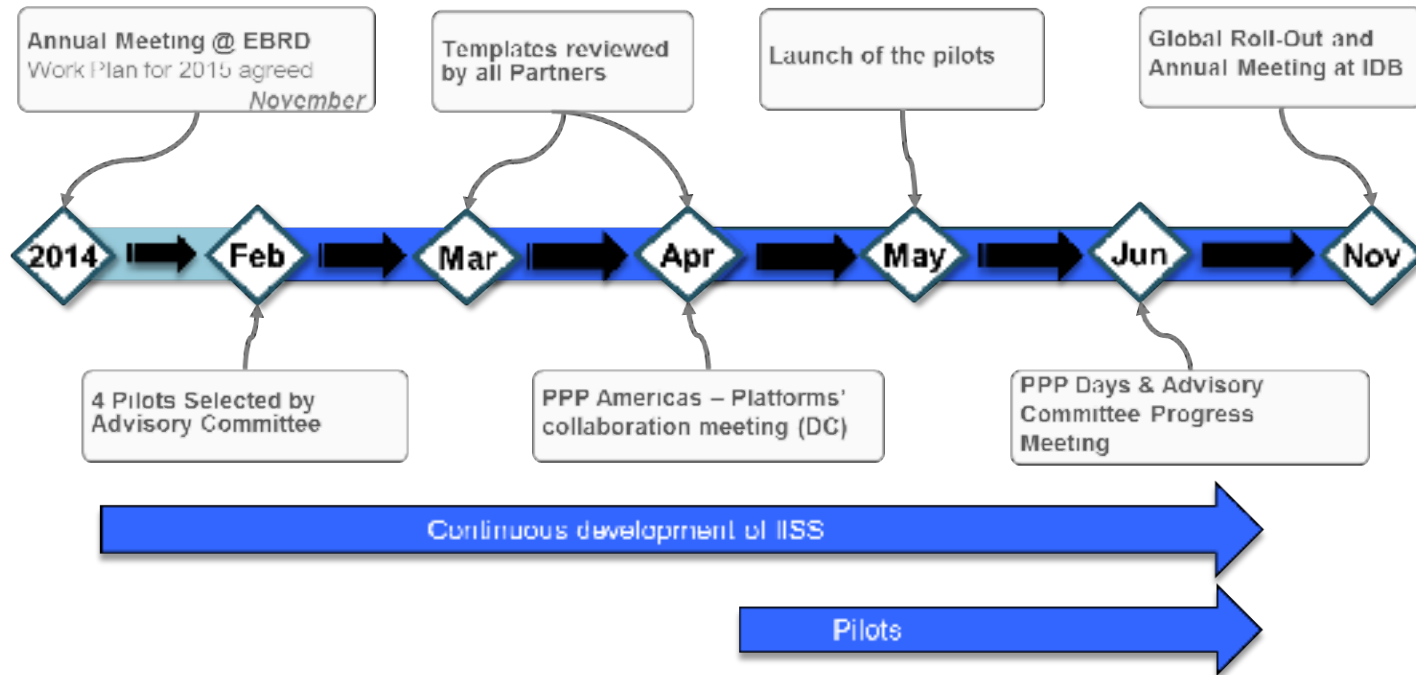 Annual Meeting @ EBRD
Work Plan for 2015 agreed
November
Templates reviewed
by all Partners
Launch of the pilots
Global Roll-Out and
Annual Meeting at IDB
2014
Feb
Mar
Apr
May
Jun
Nov
4 Pilots Selected by
Advisory Committee
PPP Americas – Platforms'
collaboration meeting (DC)
PPP Days & Advisory
Committee Progress
Meeting
Continuous development of IISS
Pilots